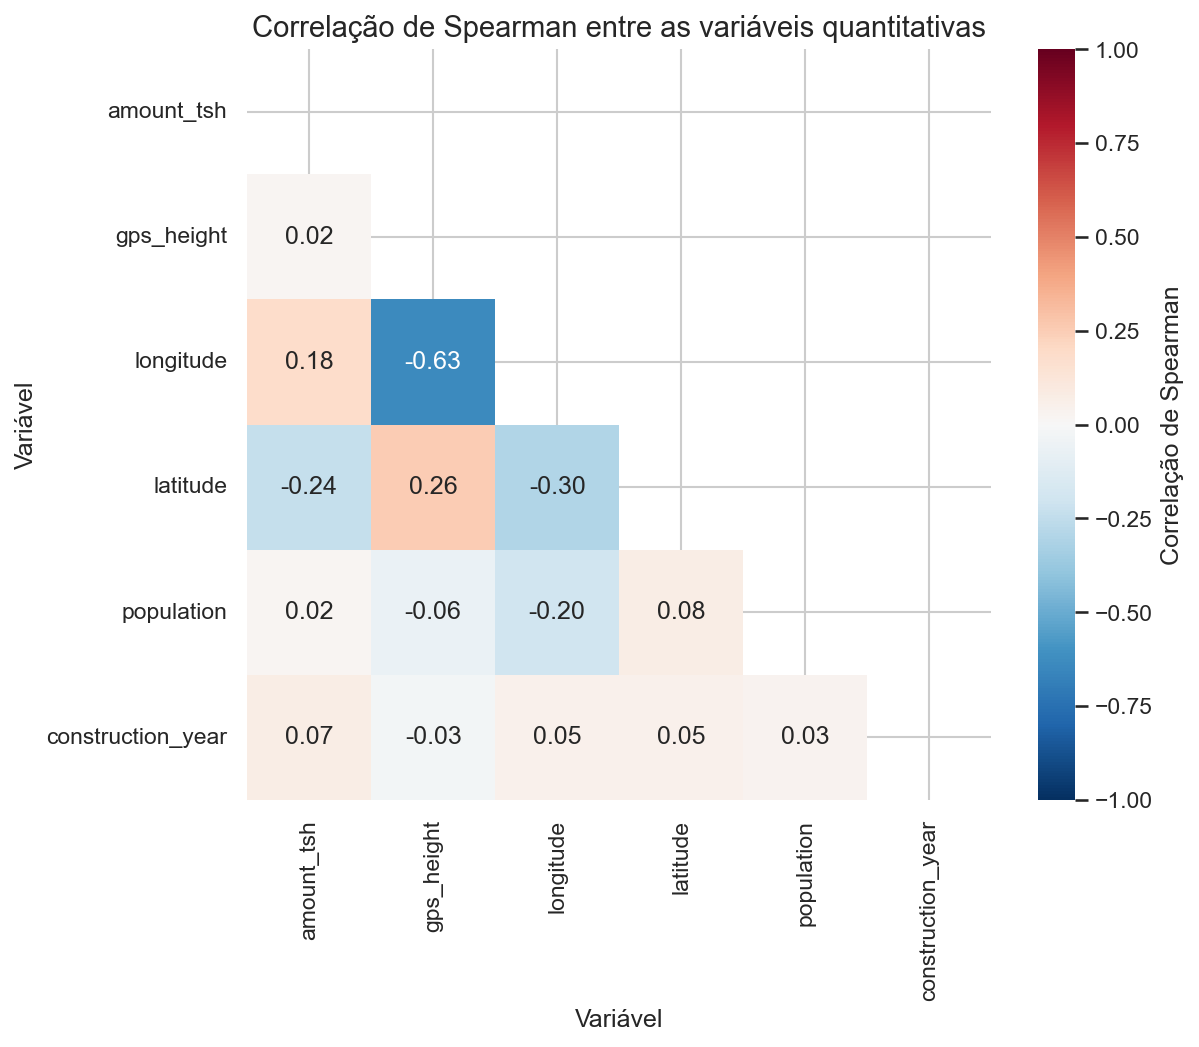 Correlação de Spearman entre as variáveis quantitativas
amount_tsh
gps_height
longitude
latitude
population
construction_year
Variável
0.02
0.18 -0.63
-0.24 0.26 -0.30
0.02 -0.06 -0.20 0.08
0.07 -0.03 0.05 0.05 0.03
amount_tsh
gps_height
longitude
latitude
population
construction_year
Variável
1.00
0.75
0.50
0.25
0.00
−0.25
−0.50
−0.75
−1.00
Correlação de Spearman